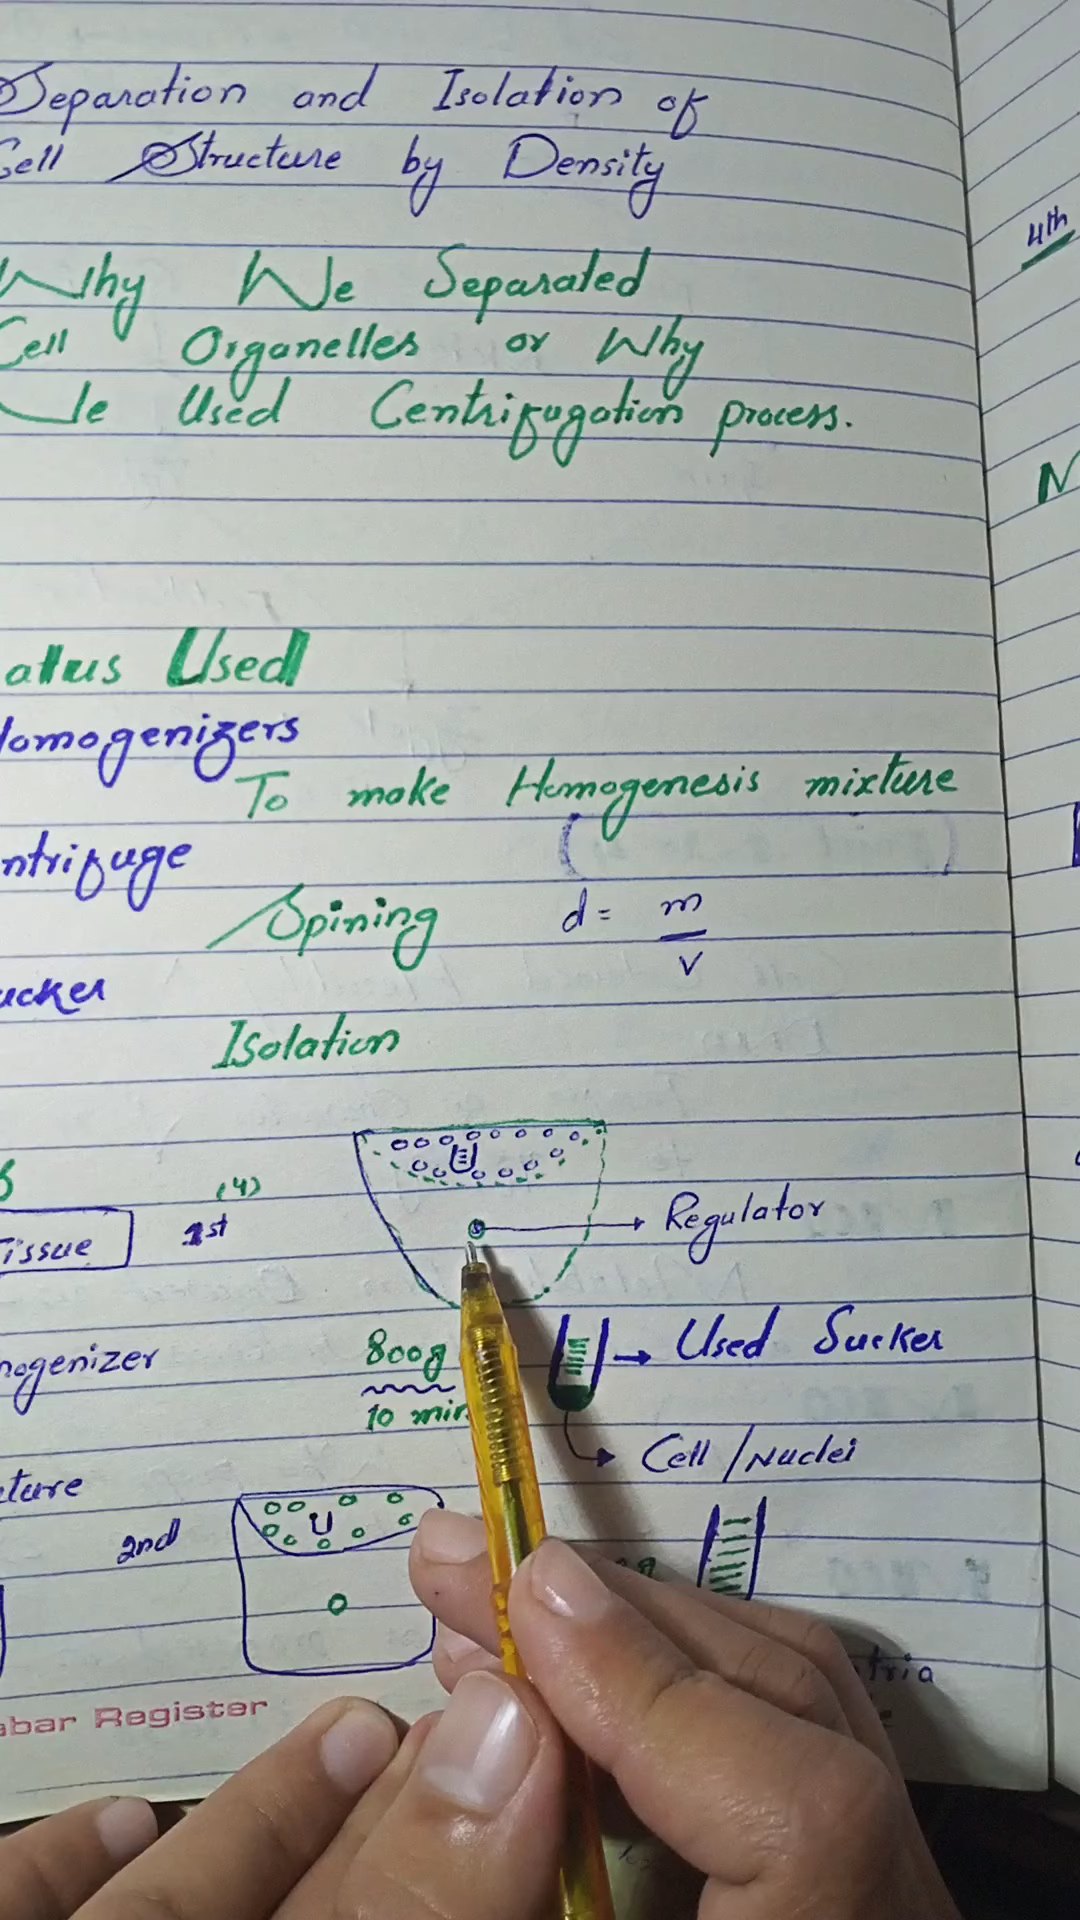 Separation and Isolation of
Cell Structure by Density
Why We Separated
Cell Organelles or Why
We Used Centrifugation process.
4th
N
atus Used
Homogenizers
To make Homogenesis mixture
ntrifuge
Spining d= m
v
ucker
Isolation
(4)
Tissue 1st
U
Regulator
ogenizer 800g
10 min
Used Sucker
Cell /Nuclei
ture
2nd U
g
tria
e
abar Register